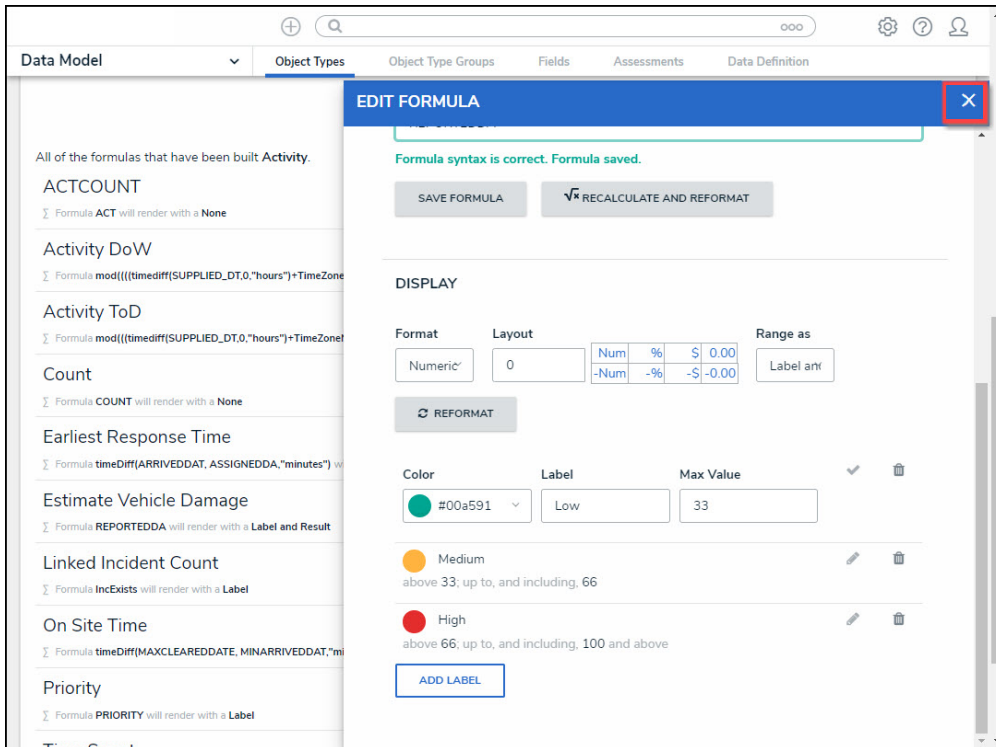 ooo
Data Model
Object Types
Object Type Groups
Fields
Assessments
Data Definition
EDIT FORMULA
All of the formulas that have been built Activity.
ACTCOUNT
∑ Formula ACT will render with a None
Activity DoW
∑ Formula mod((((timediff(SUPPLIED_DT,0,"hours")+TimeZone
Activity ToD
∑ Formula mod(((timediff(SUPPLIED_DT,0,"hours")+TimeZone
Count
∑ Formula COUNT will render with a None
Earliest Response Time
∑ Formula timeDiff(ARRIVEDDAT, ASSIGNEDDA,"minutes") w
Estimate Vehicle Damage
∑ Formula REPORTEDDA will render with a Label and Result
Linked Incident Count
∑ Formula IncExists will render with a Label
On Site Time
∑ Formula timeDiff(MAXCLEAREDDATE, MINARRIVEDDAT,"mi
Priority
∑ Formula PRIORITY will render with a Label
Formula syntax is correct. Formula saved.
SAVE FORMULA
√x RECALCULATE AND REFORMAT
DISPLAY
Format
Layout
Range as
Numeric
0
Num % $ 0.00
-Num -% -$ -0.00
Label an
REFORMAT
Color
Label
Max Value
#00a591
Low
33
Medium
above 33; up to, and including, 66
High
above 66; up to, and including, 100 and above
ADD LABEL